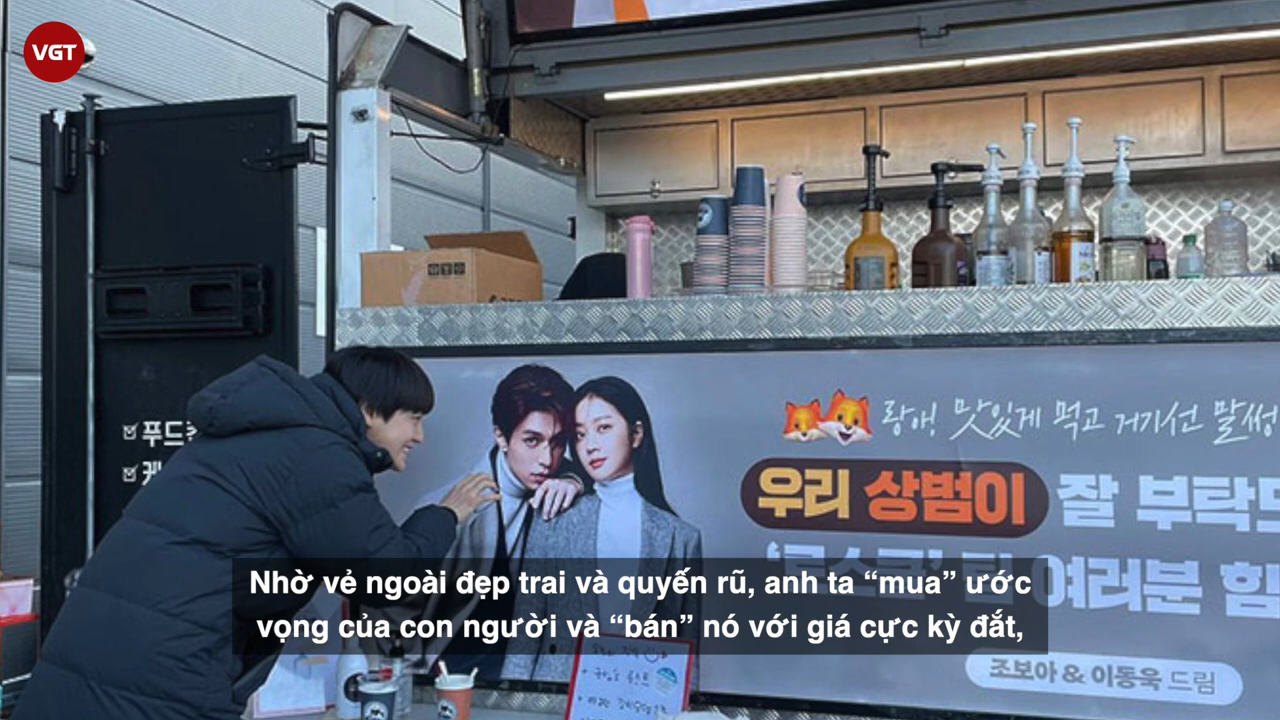 VGT
푸드
랑아! 맛있게 먹고 거기선 말썽
우리 상범이 잘 부탁드
여러분 힘
Nhờ vẻ ngoài đẹp trai và quyến rũ, anh ta “mua” ước
vọng của con người và “bán” nó với giá cực kỳ đắt,
조보아 & 이동욱 드림